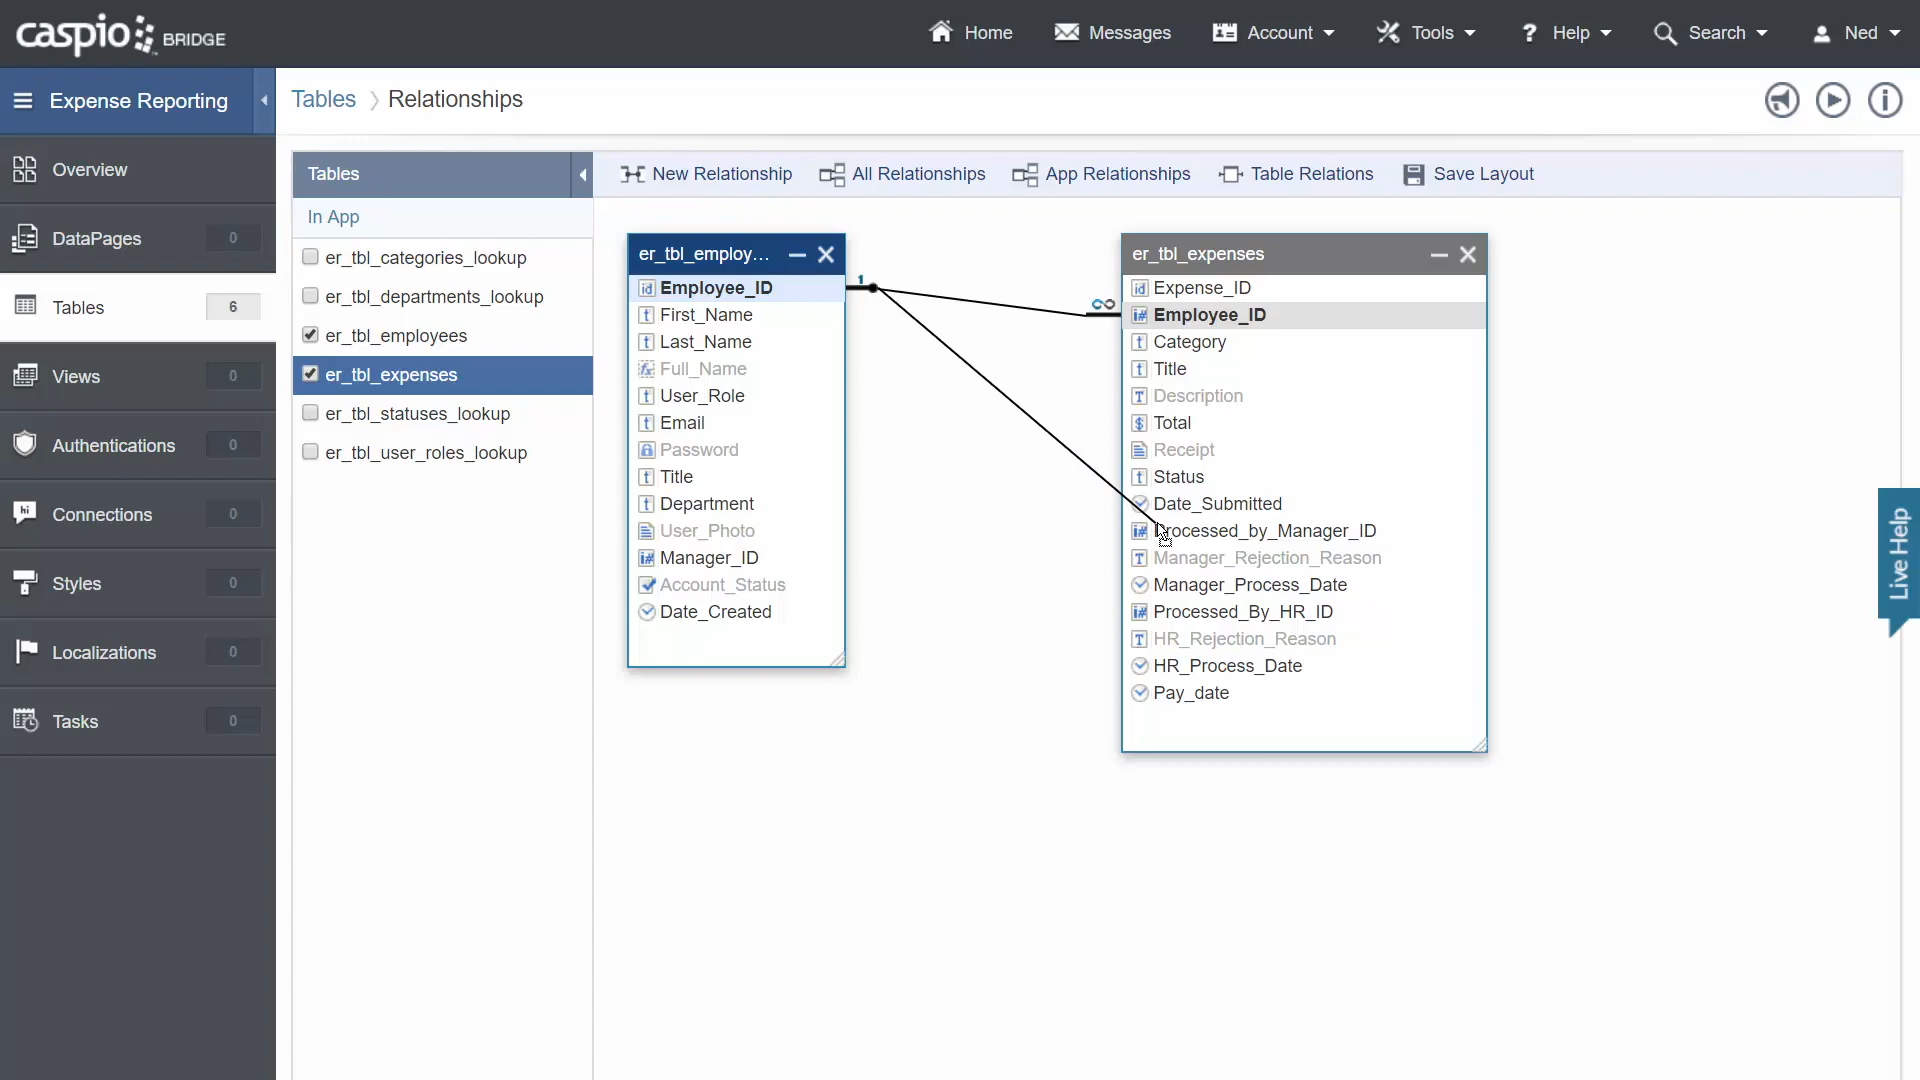 caspio BRIDGE
Home
Messages
Account
Tools
? Help
Search
Ned
Expense Reporting
Tables > Relationships
Overview
DataPages 0
Tables 6
Views 0
Authentications 0
hi Connections 0
Styles 0
Localizations 0
Tasks 0
Tables
In App
er_tbl_categories_lookup
er_tbl_departments_lookup
er_tbl_employees
er_tbl_expenses
er_tbl_statuses_lookup
er_tbl_user_roles_lookup
New Relationship
All Relationships
App Relationships
Table Relations
Save Layout
er_tbl_employ...
id Employee_ID
t First_Name
t Last_Name
fx Full_Name
t User_Role
t Email
Password
t Title
t Department
User_Photo
i# Manager_ID
Account_Status
Date_Created
1
∞
er_tbl_expenses
id Expense_ID
i# Employee_ID
t Category
t Title
T Description
$ Total
Receipt
t Status
Date_Submitted
i# Processed_by_Manager_ID
T Manager_Rejection_Reason
Manager_Process_Date
i# Processed_By_HR_ID
T HR_Rejection_Reason
HR_Process_Date
Pay_date
Live Help